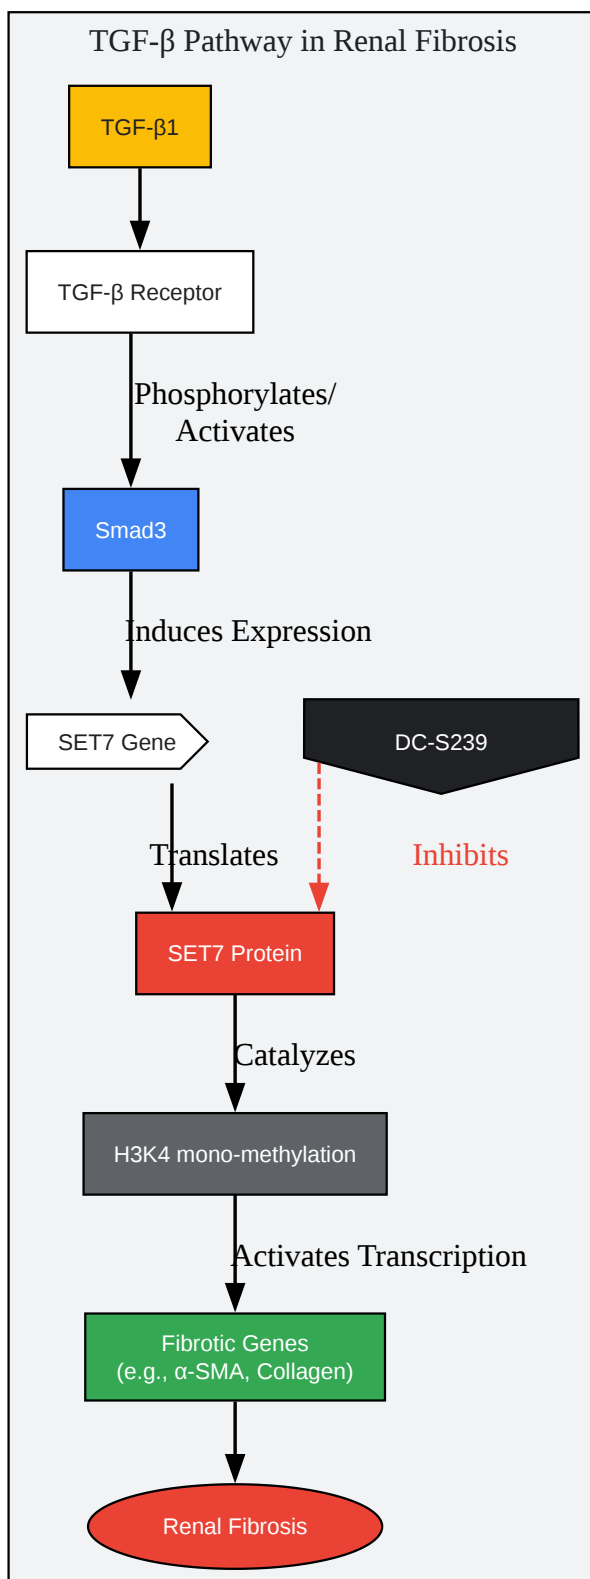 TGF-β Pathway in Renal Fibrosis
TGF-β1
TGF-β Receptor
Phosphorylates/
Activates
Smad3
Induces Expression
SET7 Gene
DC-S239
Translates
Inhibits
SET7 Protein
Catalyzes
H3K4 mono-methylation
Activates Transcription
Fibrotic Genes
(e.g., α-SMA, Collagen)
Renal Fibrosis